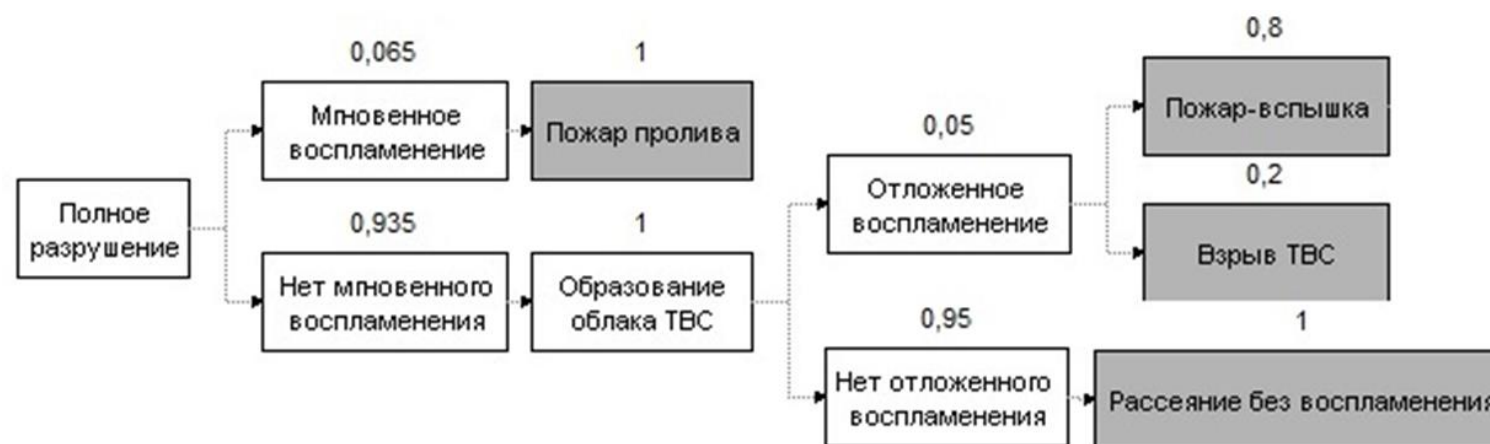 0,065
1
Мгновенное
воспламенение
Пожар пролива
0,8
Пожар-вспышка
0,05
Отложенное
воспламенение
0,2
Взрыв ТВС
Полное
разрушение
0,935
1
Нет мгновенного
воспламенения
Образование
облака ТВС
0,95
1
Нет отложенного
воспламенения
Рассеяние без воспламенения